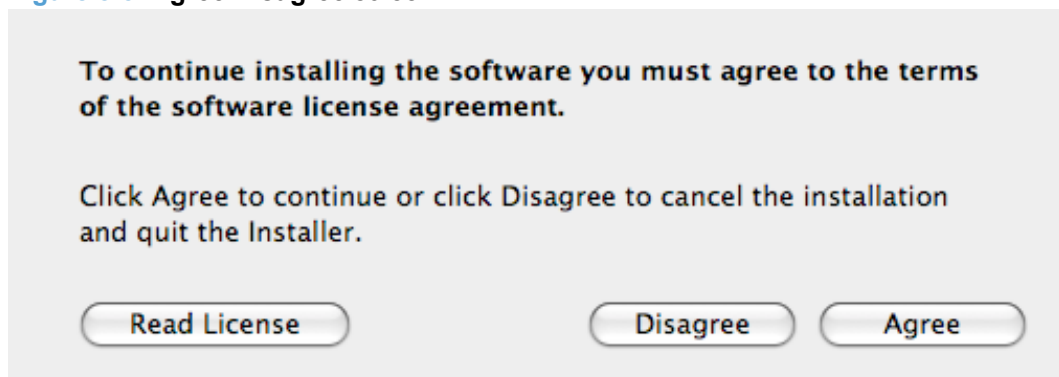 To continue installing the software you must agree to the terms
of the software license agreement.
Click Agree to continue or click Disagree to cancel the installation
and quit the Installer.
Read License
Disagree
Agree